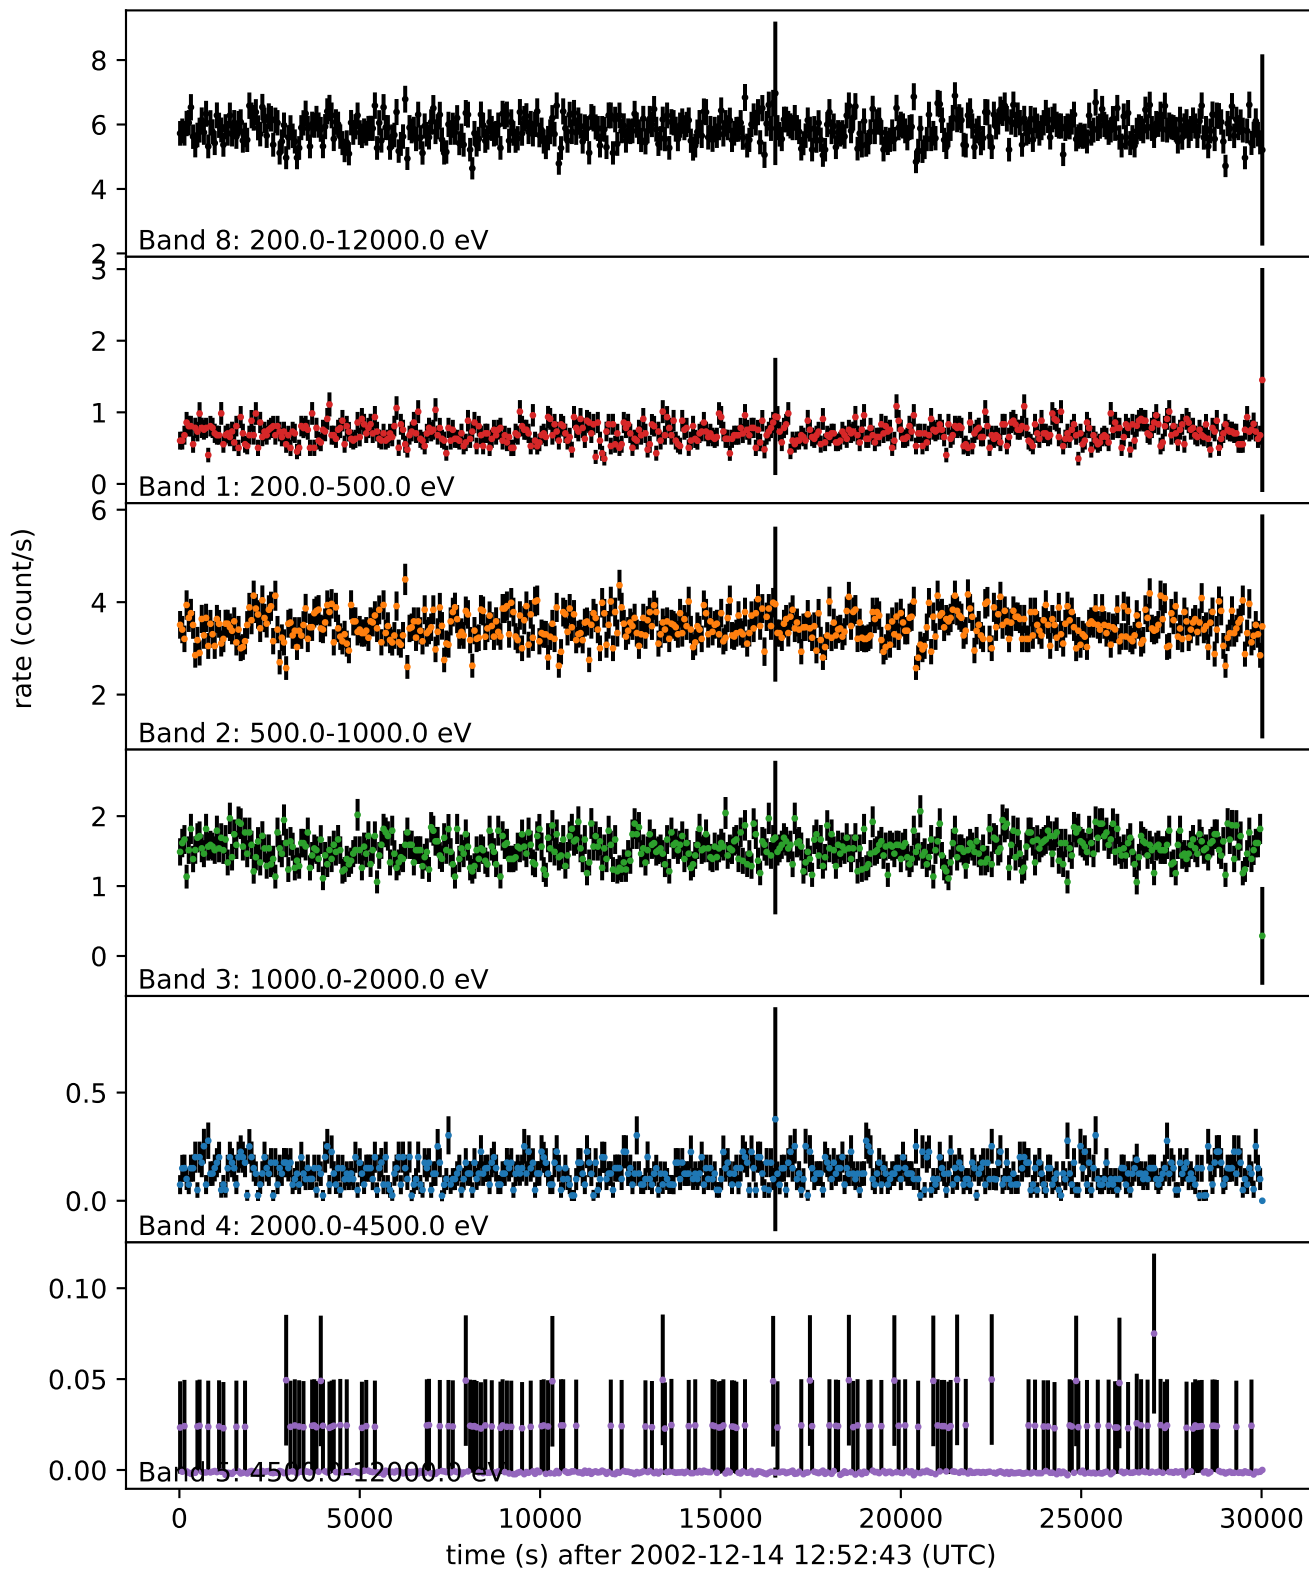 8
6
4
2
Band 8: 200.0-12000.0 eV
3
2
1
0
Band 1: 200.0-500.0 eV
6
4
2
Band 2: 500.0-1000.0 eV
rate (count/s)
2
1
0
Band 3: 1000.0-2000.0 eV
0.5
0.0
Band 4: 2000.0-4500.0 eV
0.10
0.05
0.00
Band 5: 4500.0-12000.0 eV
0 5000 10000 15000 20000 25000 30000
time (s) after 2002-12-14 12:52:43 (UTC)